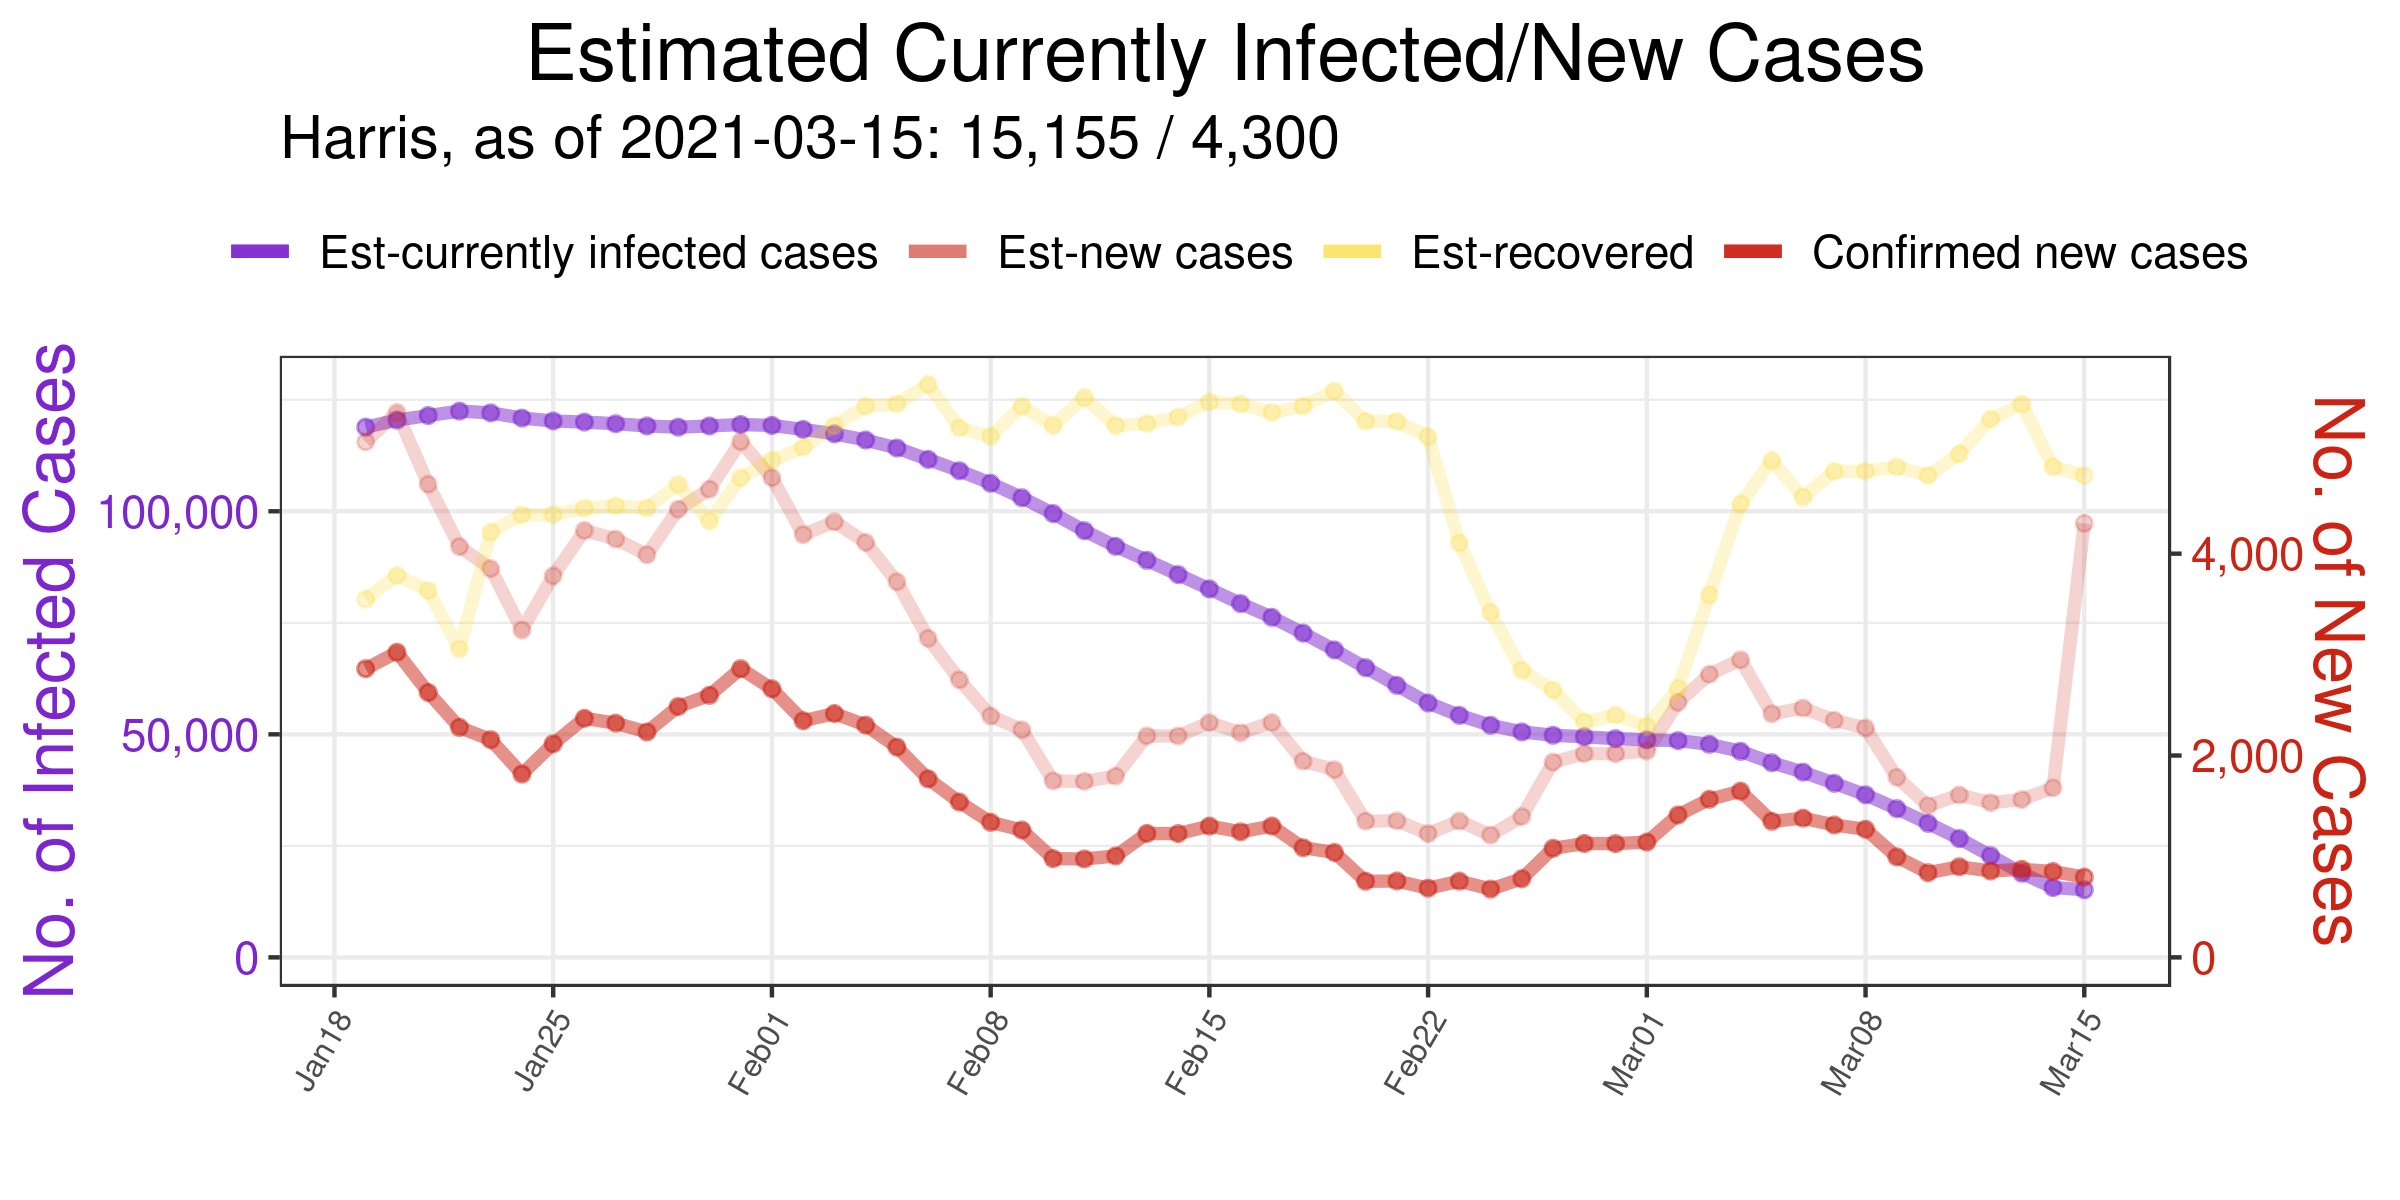 Estimated Currently Infected/New Cases
Harris, as of 2021-03-15: 15,155 / 4,300
Est-currently infected cases Est-new cases Est-recovered Confirmed new cases
No. of Infected Cases
100,000
50,000
0
4,000
2,000
0
No. of New Cases
Jan18 Jan25 Feb01 Feb08 Feb15 Feb22 Mar01 Mar08 Mar15